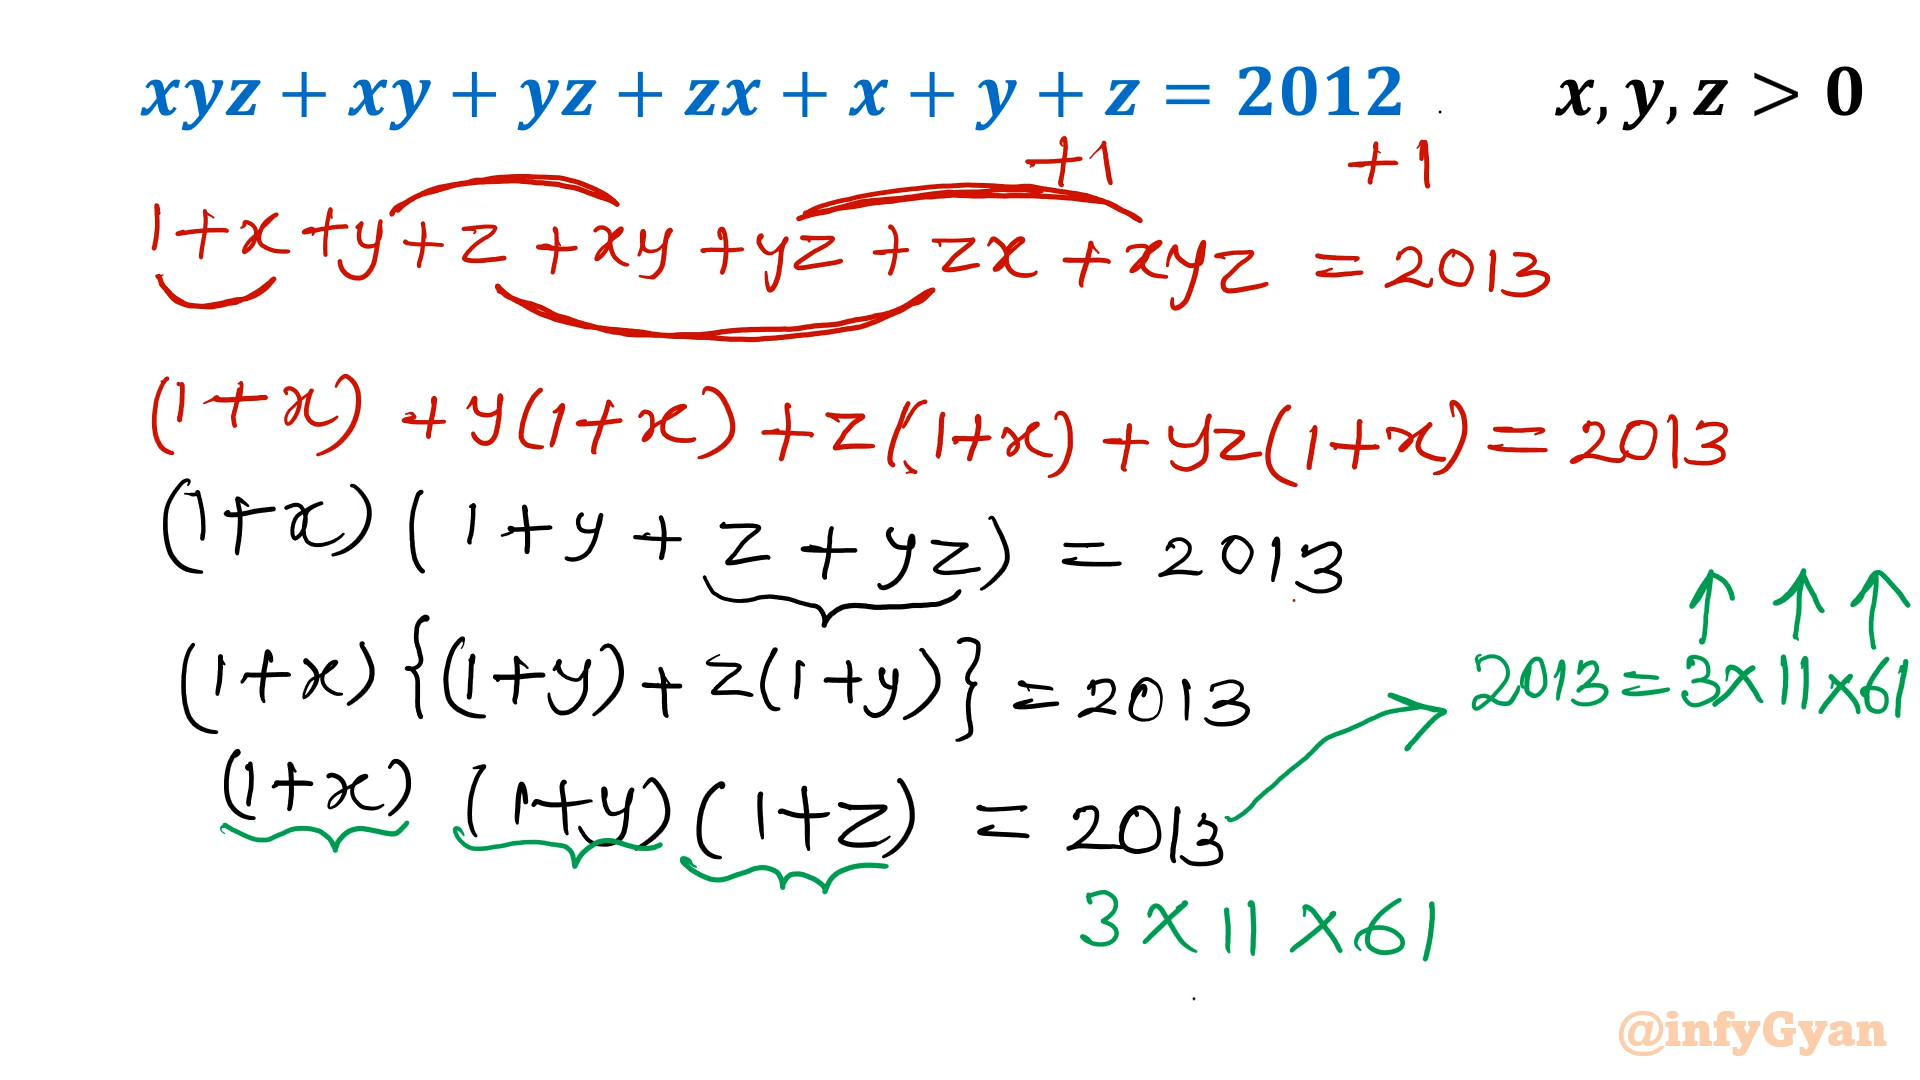 xyz + xy + yz + zx + x + y + z = 2012 x, y, z > 0
+1 +1
1+x+y+z+xy+yz+zx+xyz = 2013
(1+x) + y(1+x) + z(1+x) + yz(1+x) = 2013
(1+x) (1+y+z+yz) = 2013
(1+x) {(1+y)+z(1+y)} = 2013
2013 = 3×11×61
(1+x) (1+y) (1+z) = 2013
3 × 11 × 61
@infyGyan